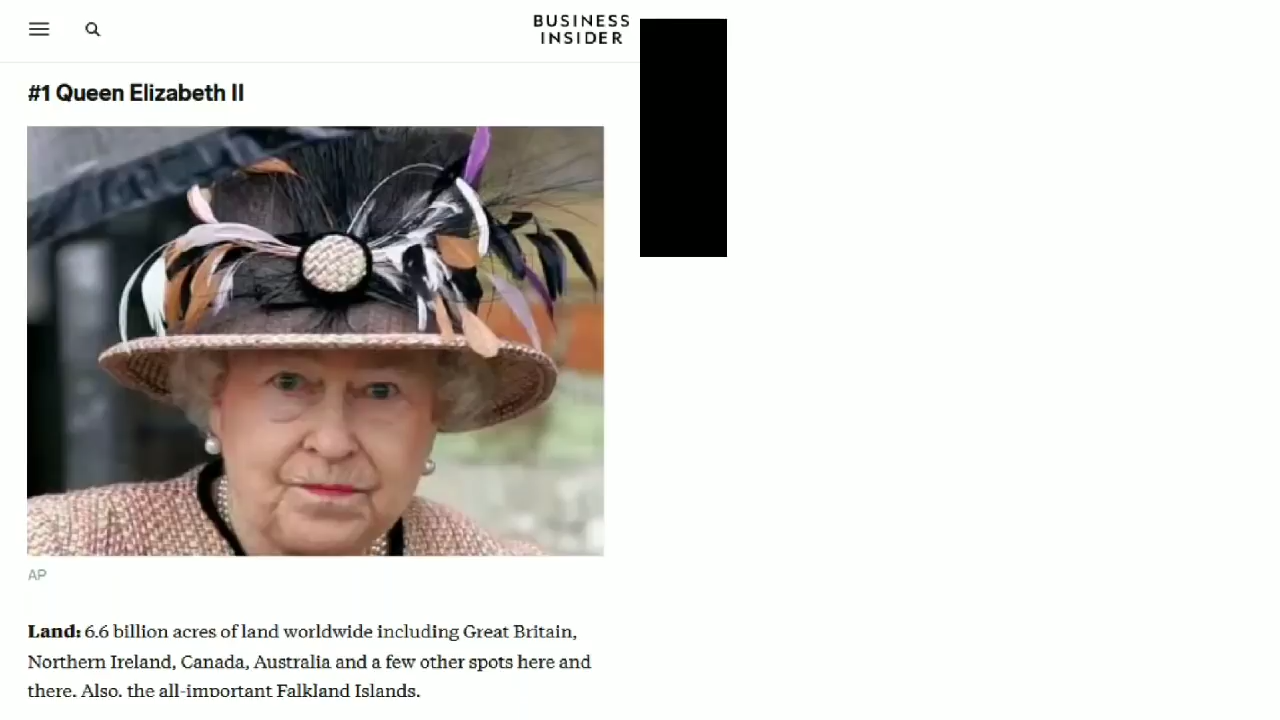 BUSINESS
INSIDER
#1 Queen Elizabeth II
AP
Land: 6.6 billion acres of land worldwide including Great Britain,
Northern Ireland, Canada, Australia and a few other spots here and
there. Also, the all-important Falkland Islands.